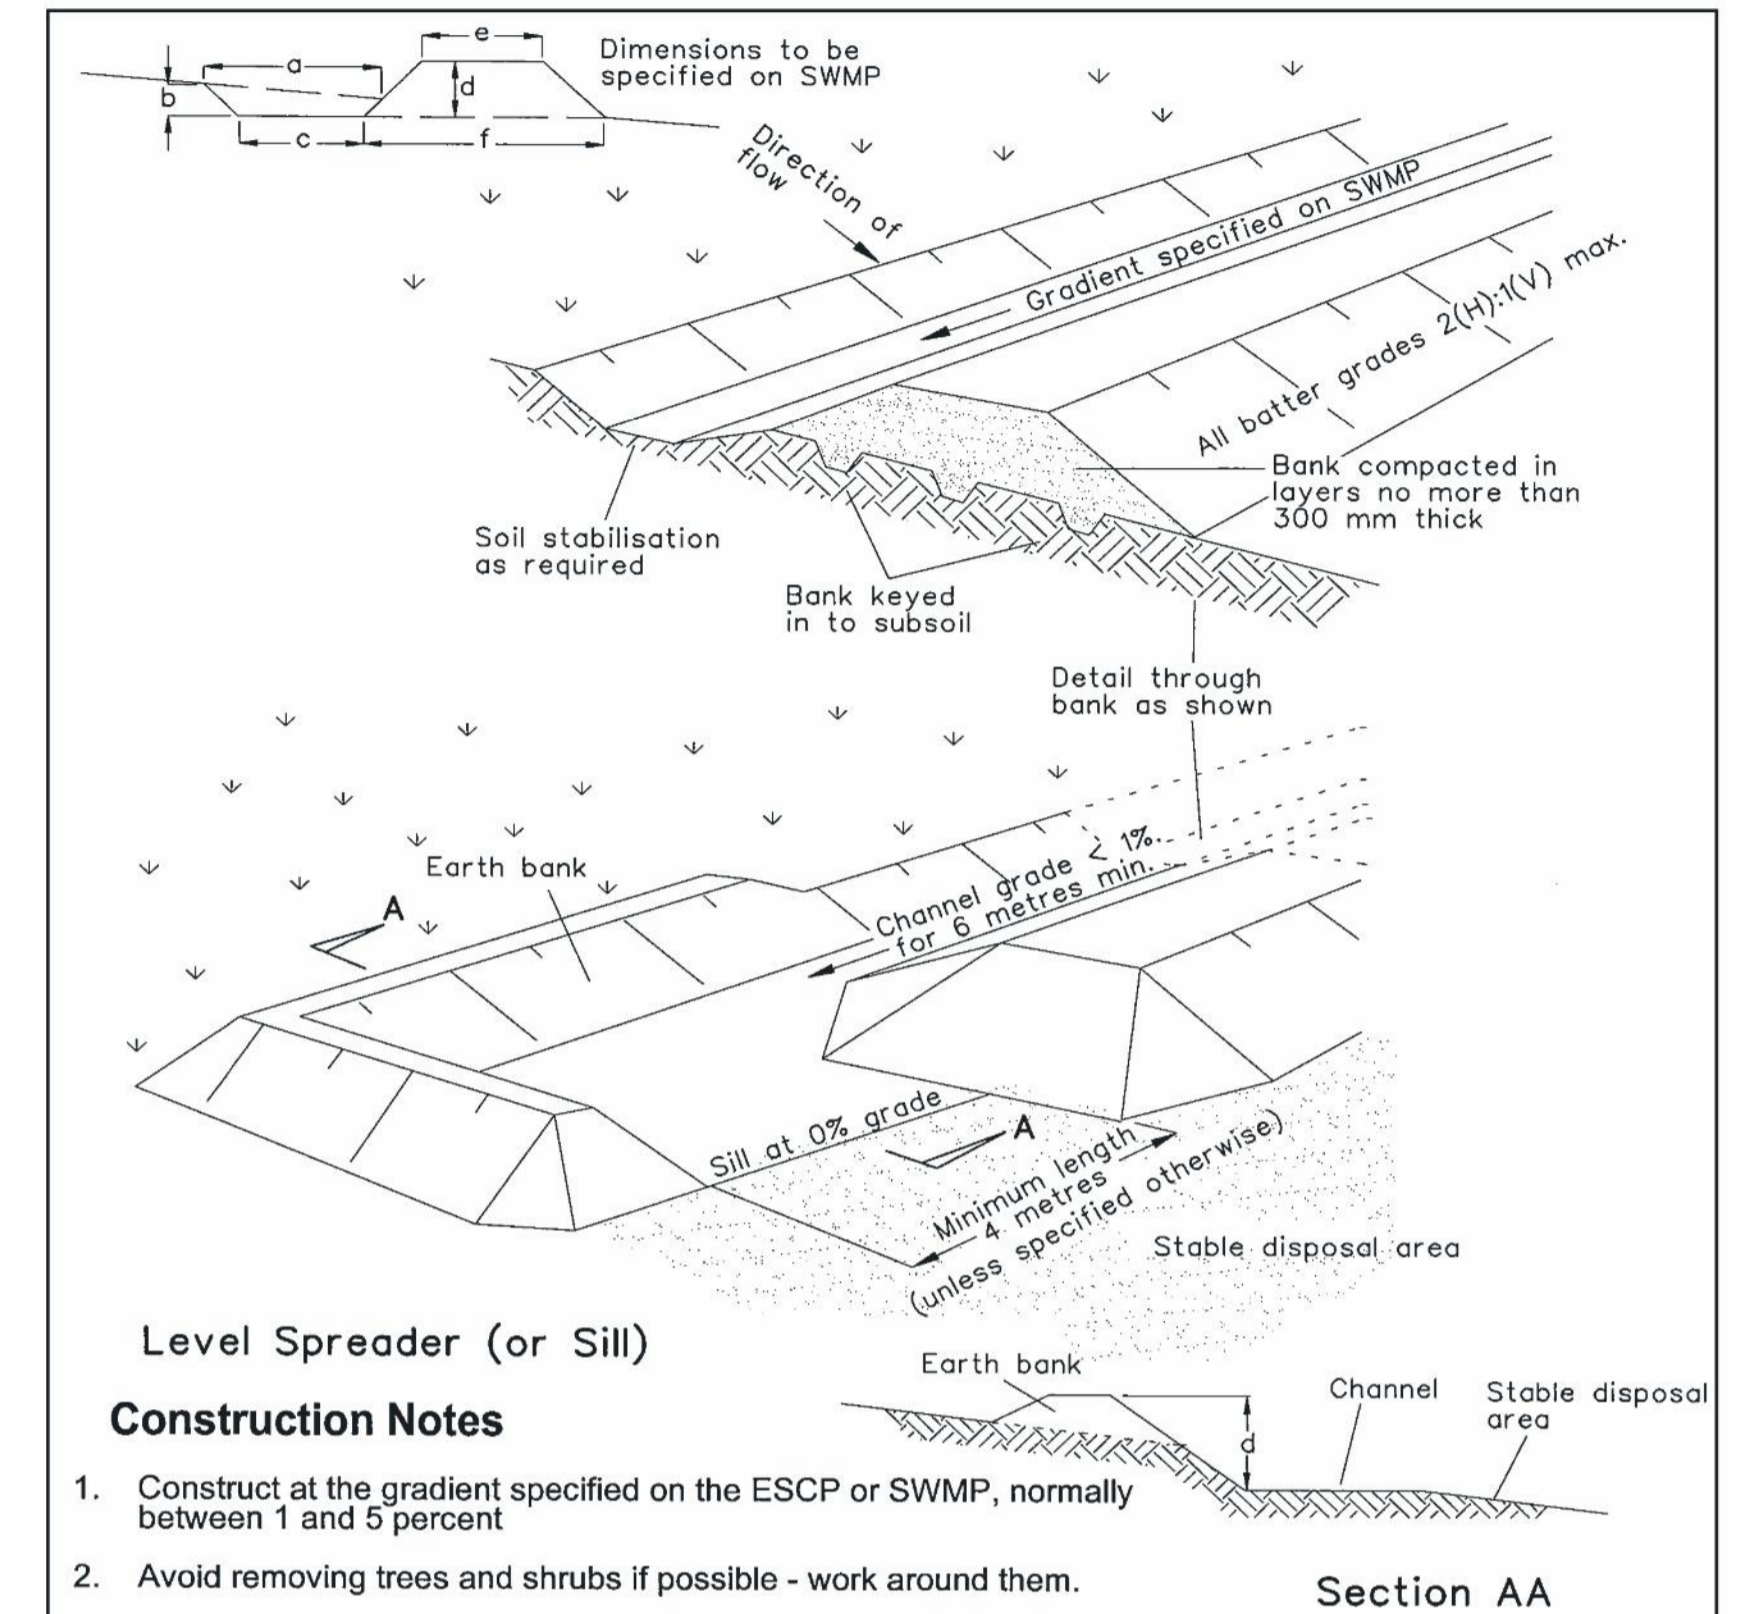 e
a
Dimensions to be
specified on SWMP
b
d
c
f
Direction of
flow
Gradient specified on SWMP
All batter grades 2(H):1(V) max.
Bank compacted in
layers no more than
300 mm thick
Soil stabilisation
as required
Bank keyed
in to subsoil
Detail through
bank as shown
Earth bank
Channel grade < 1%
for 6 metres min.
A
Sill at 0% grade
A
Minimum length
4 metres
(unless specified otherwise)
Stable disposal area
Level Spreader (or Sill)
Earth bank
Channel
Stable disposal
area
d
Construction Notes
1. Construct at the gradient specified on the ESCP or SWMP, normally
between 1 and 5 percent
2. Avoid removing trees and shrubs if possible - work around them.
Section AA